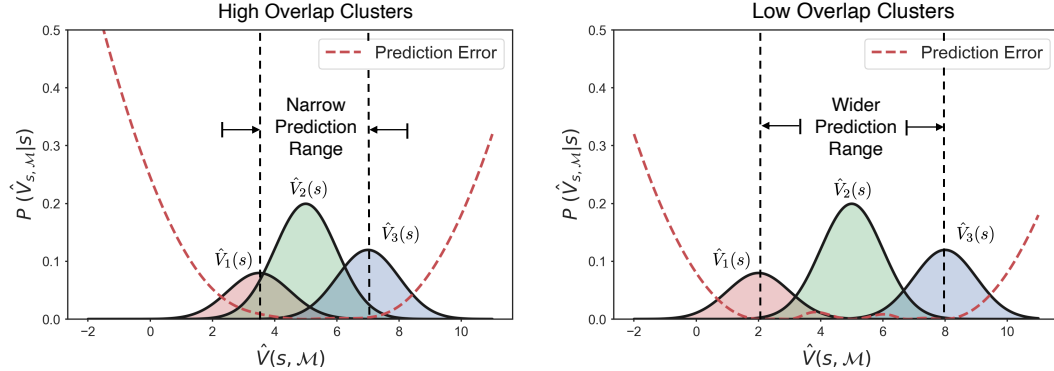 High Overlap Clusters
0.5
0.4
0.3
0.2
0.1
0.0
P (V̂s, ℳ|s)
Prediction Error
Narrow
Prediction
Range
V̂1(s)
V̂2(s)
V̂3(s)
−2 0 2 4 6 8 10
V̂(s, ℳ)
Low Overlap Clusters
0.5
0.4
0.3
0.2
0.1
0.0
P (V̂s, ℳ|s)
Prediction Error
Wider
Prediction
Range
V̂1(s)
V̂2(s)
V̂3(s)
−2 0 2 4 6 8 10
V̂(s, ℳ)